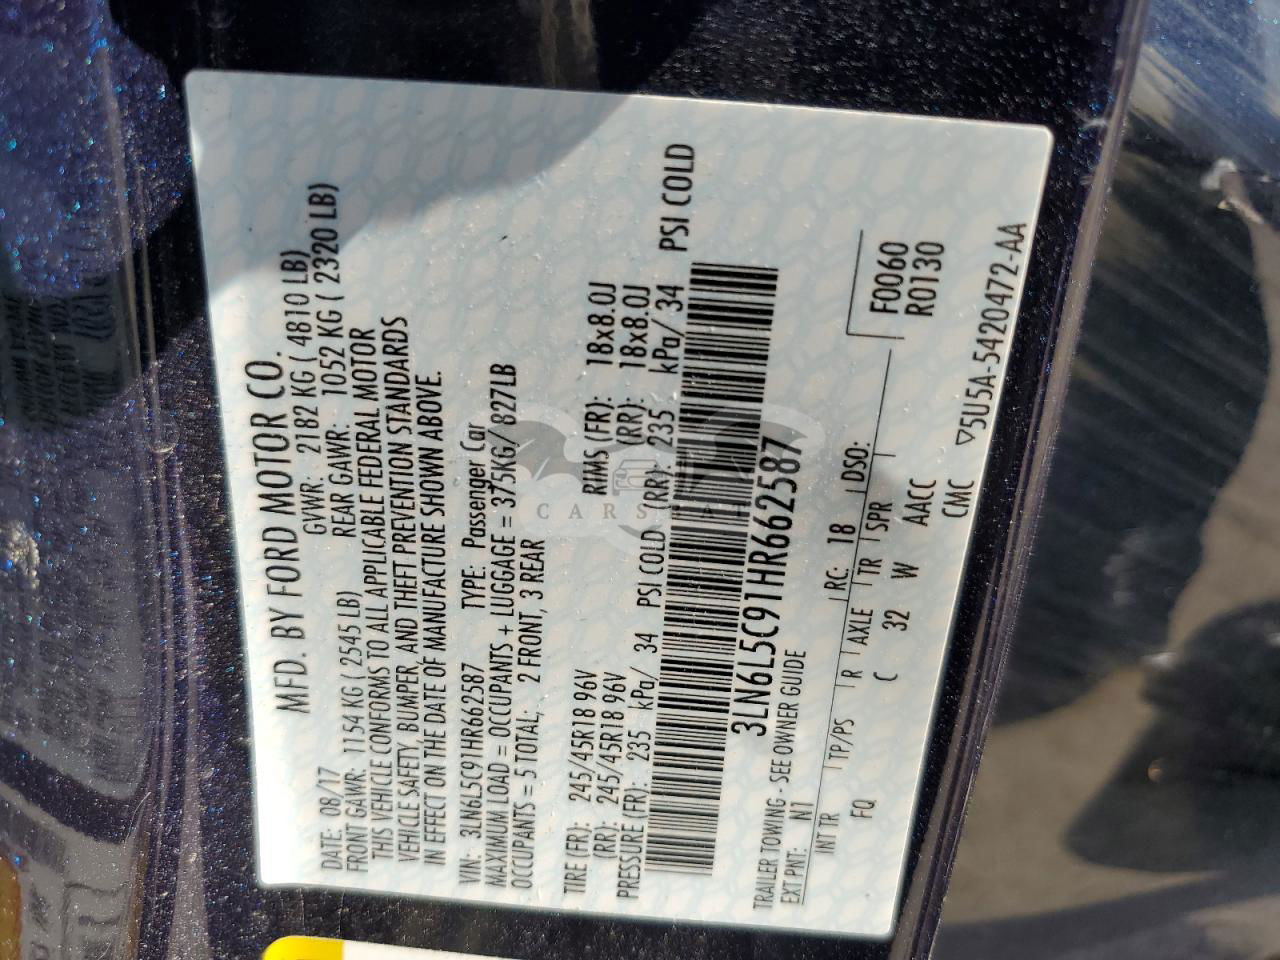 MFD. BY FORD MOTOR CO.
DATE: 08/17 GVWR: 2182 KG ( 4810 LB)
FRONT GAWR: 1154 KG ( 2545 LB) REAR GAWR: 1052 KG ( 2320 LB)
THIS VEHICLE CONFORMS TO ALL APPLICABLE FEDERAL MOTOR
VEHICLE SAFETY, BUMPER, AND THEFT PREVENTION STANDARDS
IN EFFECT ON THE DATE OF MANUFACTURE SHOWN ABOVE.
VIN: 3LN6L5C91HR662587 TYPE: Passenger Car
MAXIMUM LOAD = OCCUPANTS + LUGGAGE = 375KG/ 827LB
OCCUPANTS = 5 TOTAL; 2 FRONT, 3 REAR
TIRE (FR): 245/45R18 96V RIMS (FR): 18x8.0J
(RR): 245/45R18 96V (RR): 18x8.0J
PRESSURE (FR): 235 kPa/ 34 PSI COLD (RR): 235 kPa/ 34 PSI COLD
3LN6L5C91HR662587
TRAILER TOWING - SEE OWNER GUIDE
EXT PNT: N1 RC: 18 DSO: F0060
R0130
INT TR TP/PS R AXLE TR SPR
FQ C 32 W AACC
CMC
▽5U5A-5420472-AA